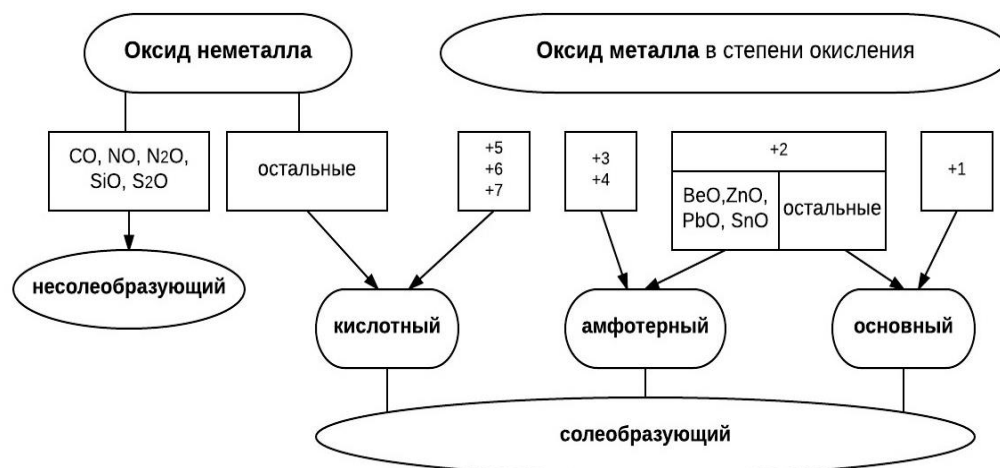 Оксид неметалла
Оксид металла в степени окисления
CO, NO, N2O,
SiO, S2O
остальные
+5
+6
+7
+3
+4
+2
BeO,ZnO,
PbO, SnO
остальные
+1
несолеобразующий
кислотный
амфотерный
основный
солеобразующий